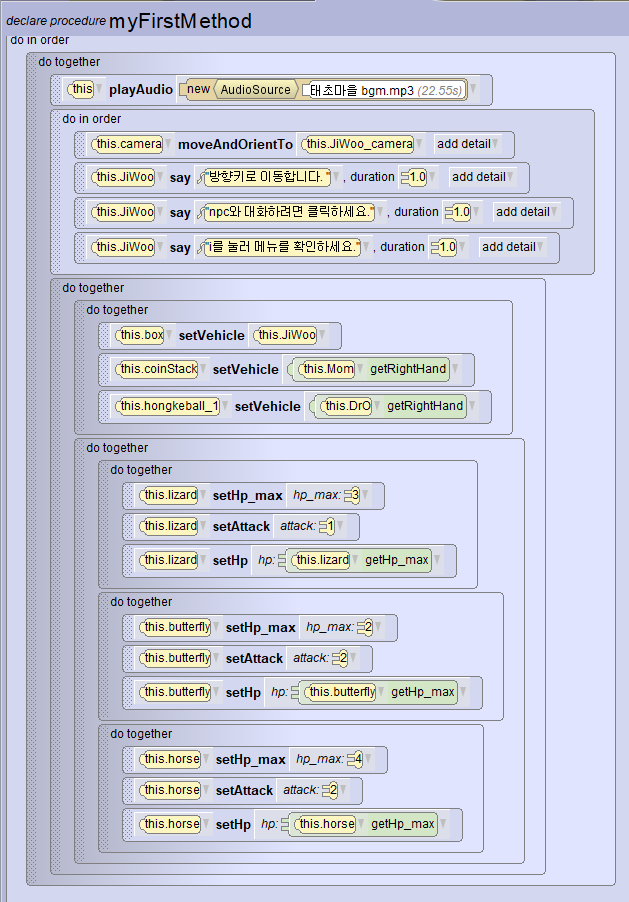 declare procedure myFirstMethod
do in order
do together
this playAudio new AudioSource 태초마을 bgm.mp3 (22.55s)
do in order
this.camera moveAndOrientTo this.JiWoo_camera add detail
this.JiWoo say "방향키로 이동합니다. " , duration 1.0 add detail
this.JiWoo say "npc와 대화하려면 클릭하세요." , duration 1.0 add detail
this.JiWoo say "i를 눌러 메뉴를 확인하세요." , duration 1.0 add detail
do together
do together
this.box setVehicle this.JiWoo
this.coinStack setVehicle this.Mom getRightHand
this.hongkeball_1 setVehicle this.DrO getRightHand
do together
do together
this.lizard setHp_max hp_max: 3
this.lizard setAttack attack: 1
this.lizard setHp hp: this.lizard getHp_max
do together
this.butterfly setHp_max hp_max: 2
this.butterfly setAttack attack: 2
this.butterfly setHp hp: this.butterfly getHp_max
do together
this.horse setHp_max hp_max: 4
this.horse setAttack attack: 2
this.horse setHp hp: this.horse getHp_max